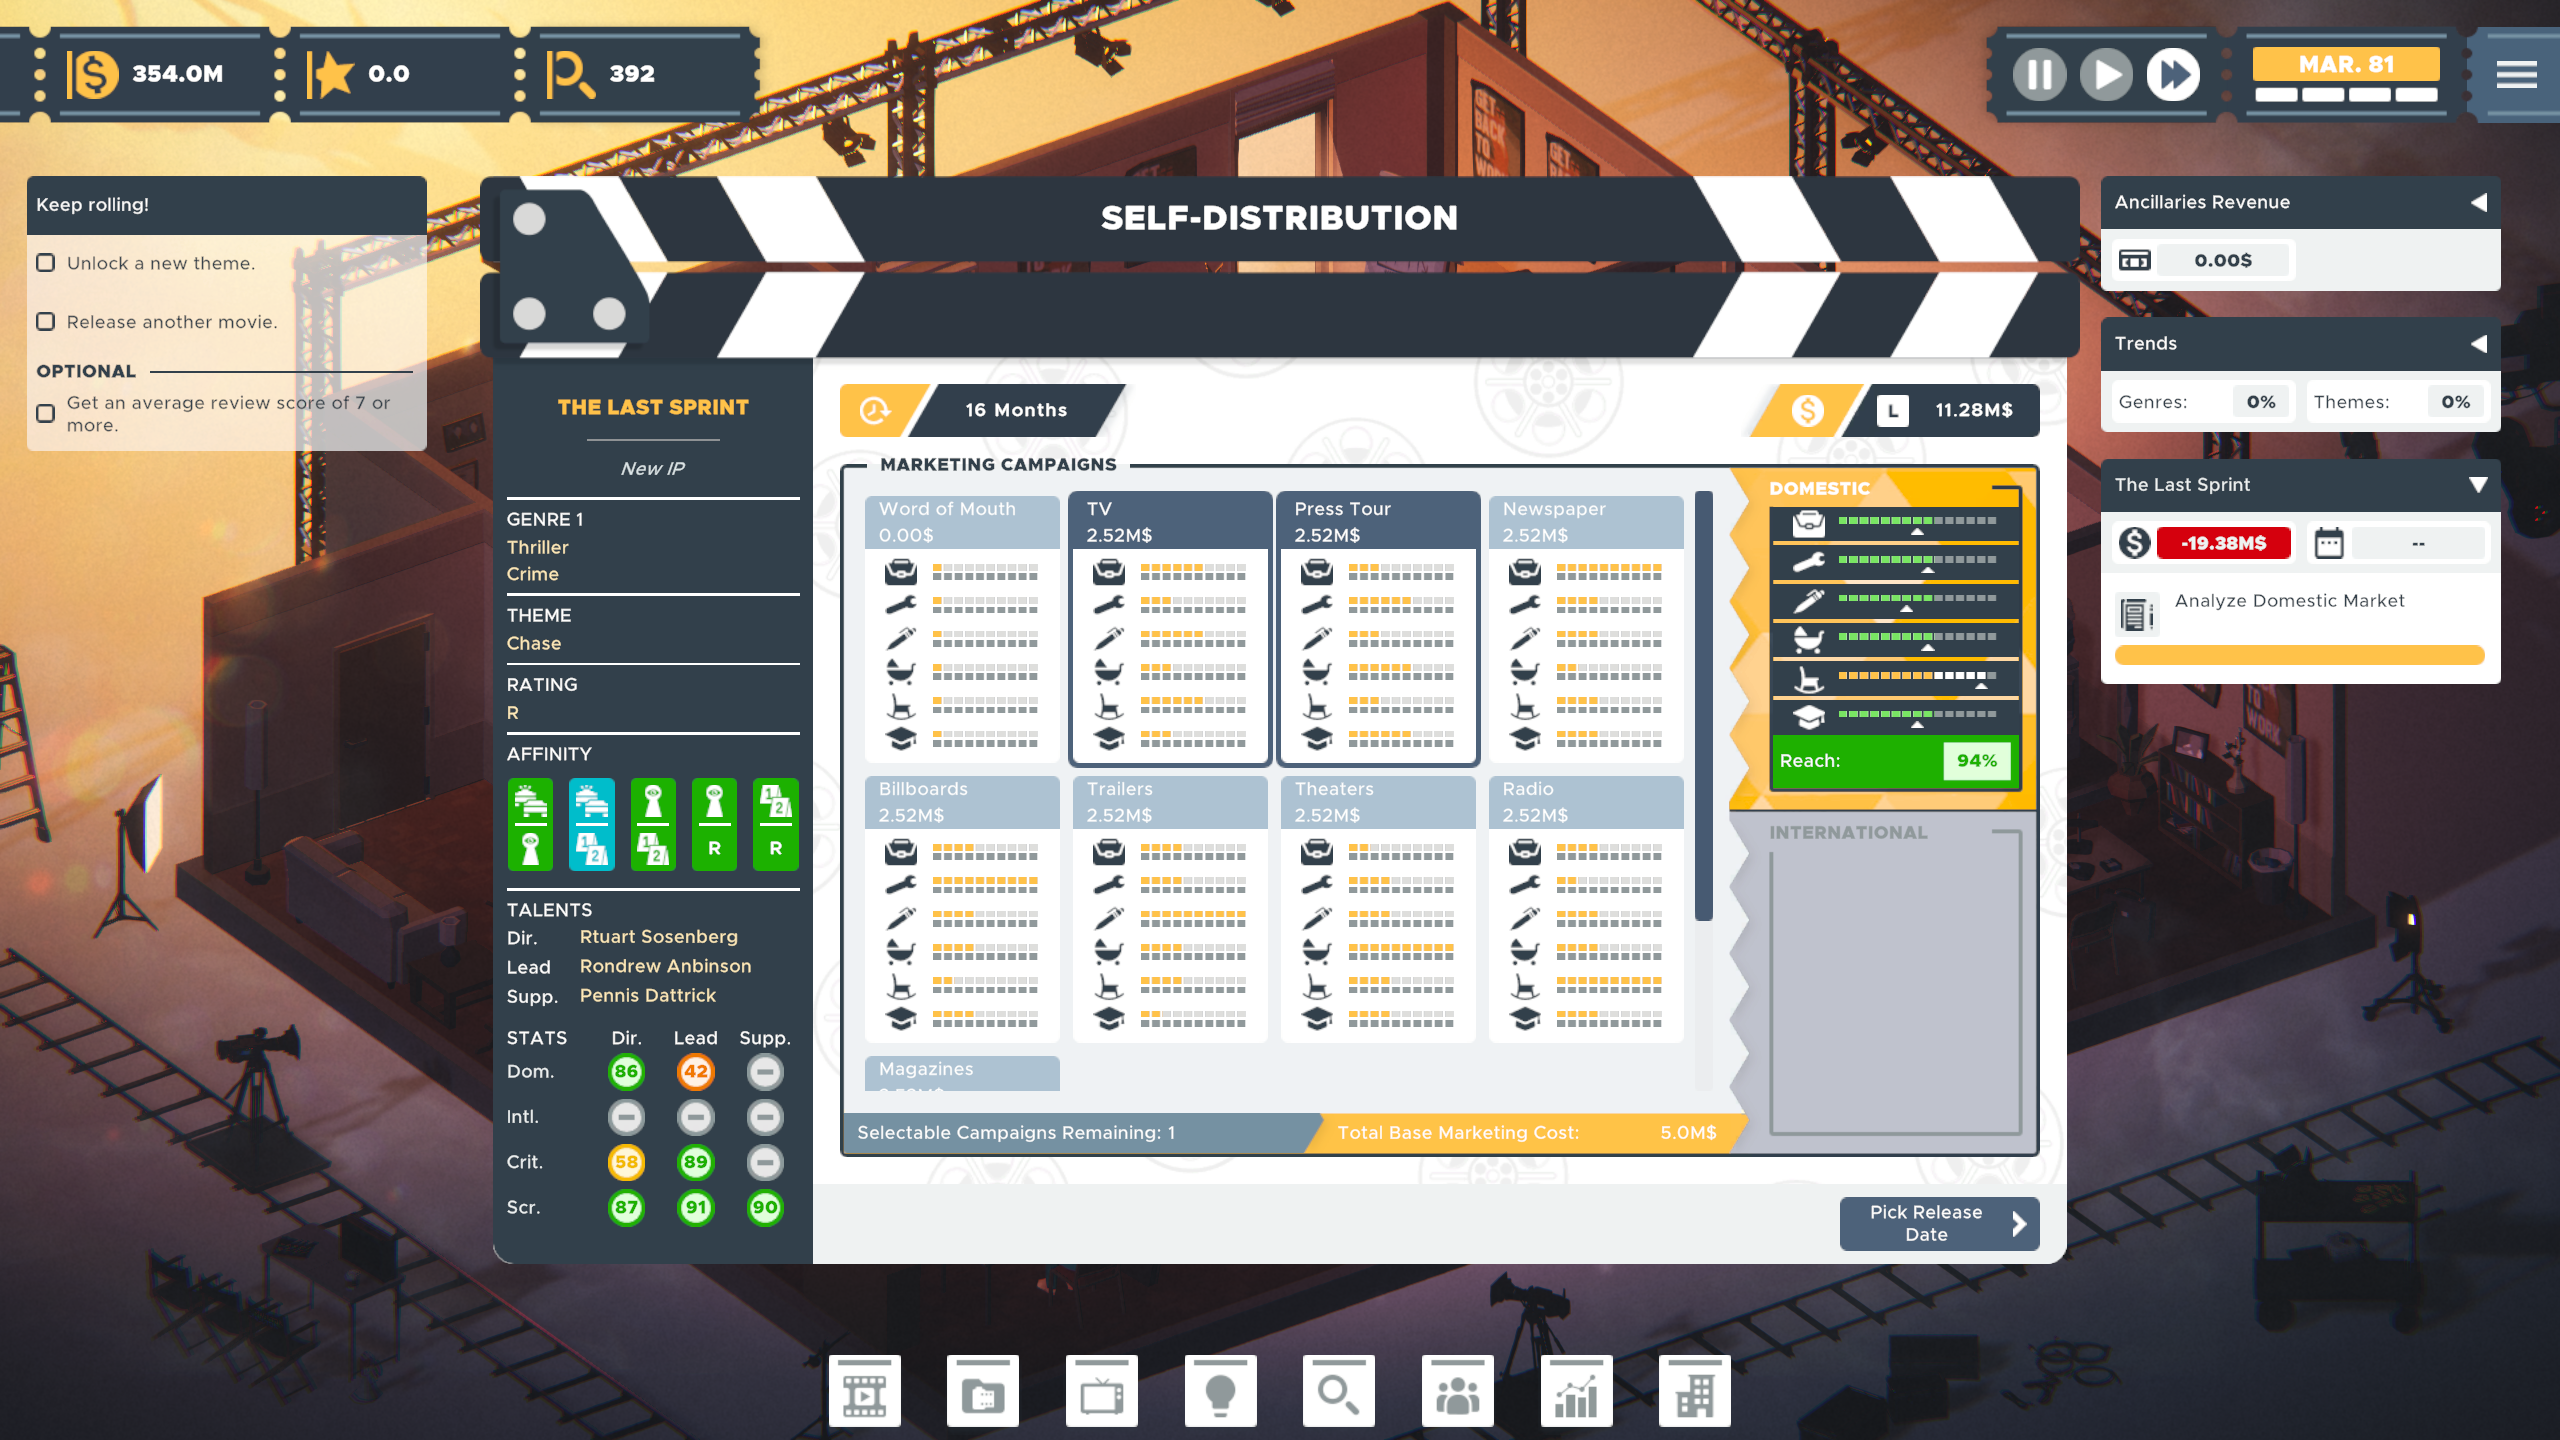 354.0M
0.0
392
MAR. 81
Keep rolling!
Unlock a new theme.
Release another movie.
OPTIONAL
Get an average review score of 7 or
more.
SELF-DISTRIBUTION
THE LAST SPRINT
New IP
GENRE 1
Thriller
Crime
THEME
Chase
RATING
R
AFFINITY
R
R
TALENTS
Dir. Rtuart Sosenberg
Lead Rondrew Anbinson
Supp. Pennis Dattrick
STATS Dir. Lead Supp.
Dom. 86 42
Intl.
Crit. 58 89
Scr. 87 91 90
16 Months
L 11.28M$
MARKETING CAMPAIGNS
Word of Mouth
0.00$
TV
2.52M$
Press Tour
2.52M$
Newspaper
2.52M$
Billboards
2.52M$
Trailers
2.52M$
Theaters
2.52M$
Radio
2.52M$
Magazines
Selectable Campaigns Remaining: 1
Total Base Marketing Cost: 5.0M$
DOMESTIC
Reach: 94%
INTERNATIONAL
Pick Release
Date
Ancillaries Revenue
0.00$
Trends
Genres: 0% Themes: 0%
The Last Sprint
-19.38M$ --
Analyze Domestic Market
GET
BACK
TO
WORK